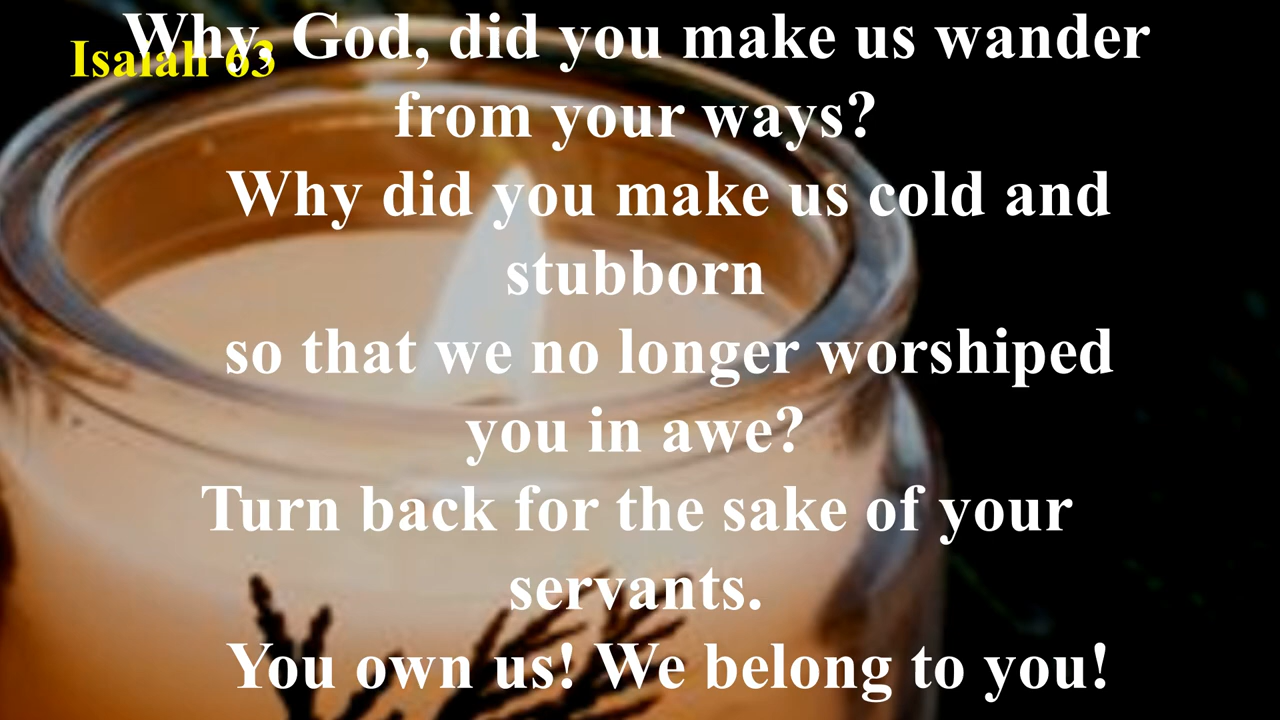 Isaiah 63
Why, God, did you make us wander
from your ways?
Why did you make us cold and
stubborn
so that we no longer worshiped
you in awe?
Turn back for the sake of your
servants.
You own us! We belong to you!